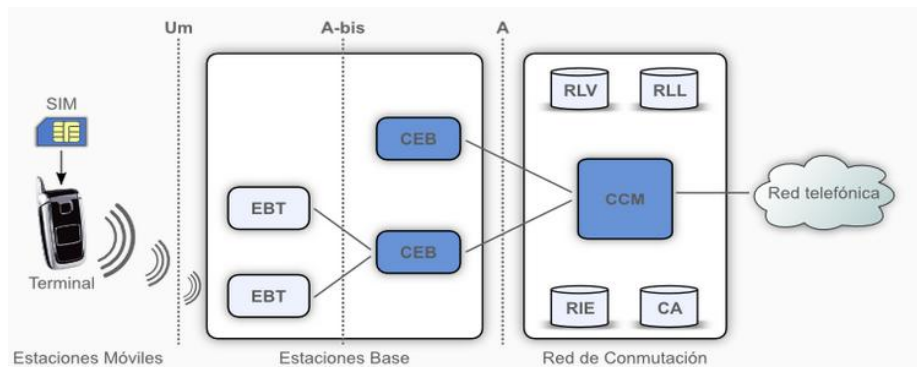 Um
A-bis
A
SIM
Terminal
EBT
EBT
CEB
CEB
RLV
RLL
CCM
RIE
CA
Red telefónica
Estaciones Móviles
Estaciones Base
Red de Conmutación